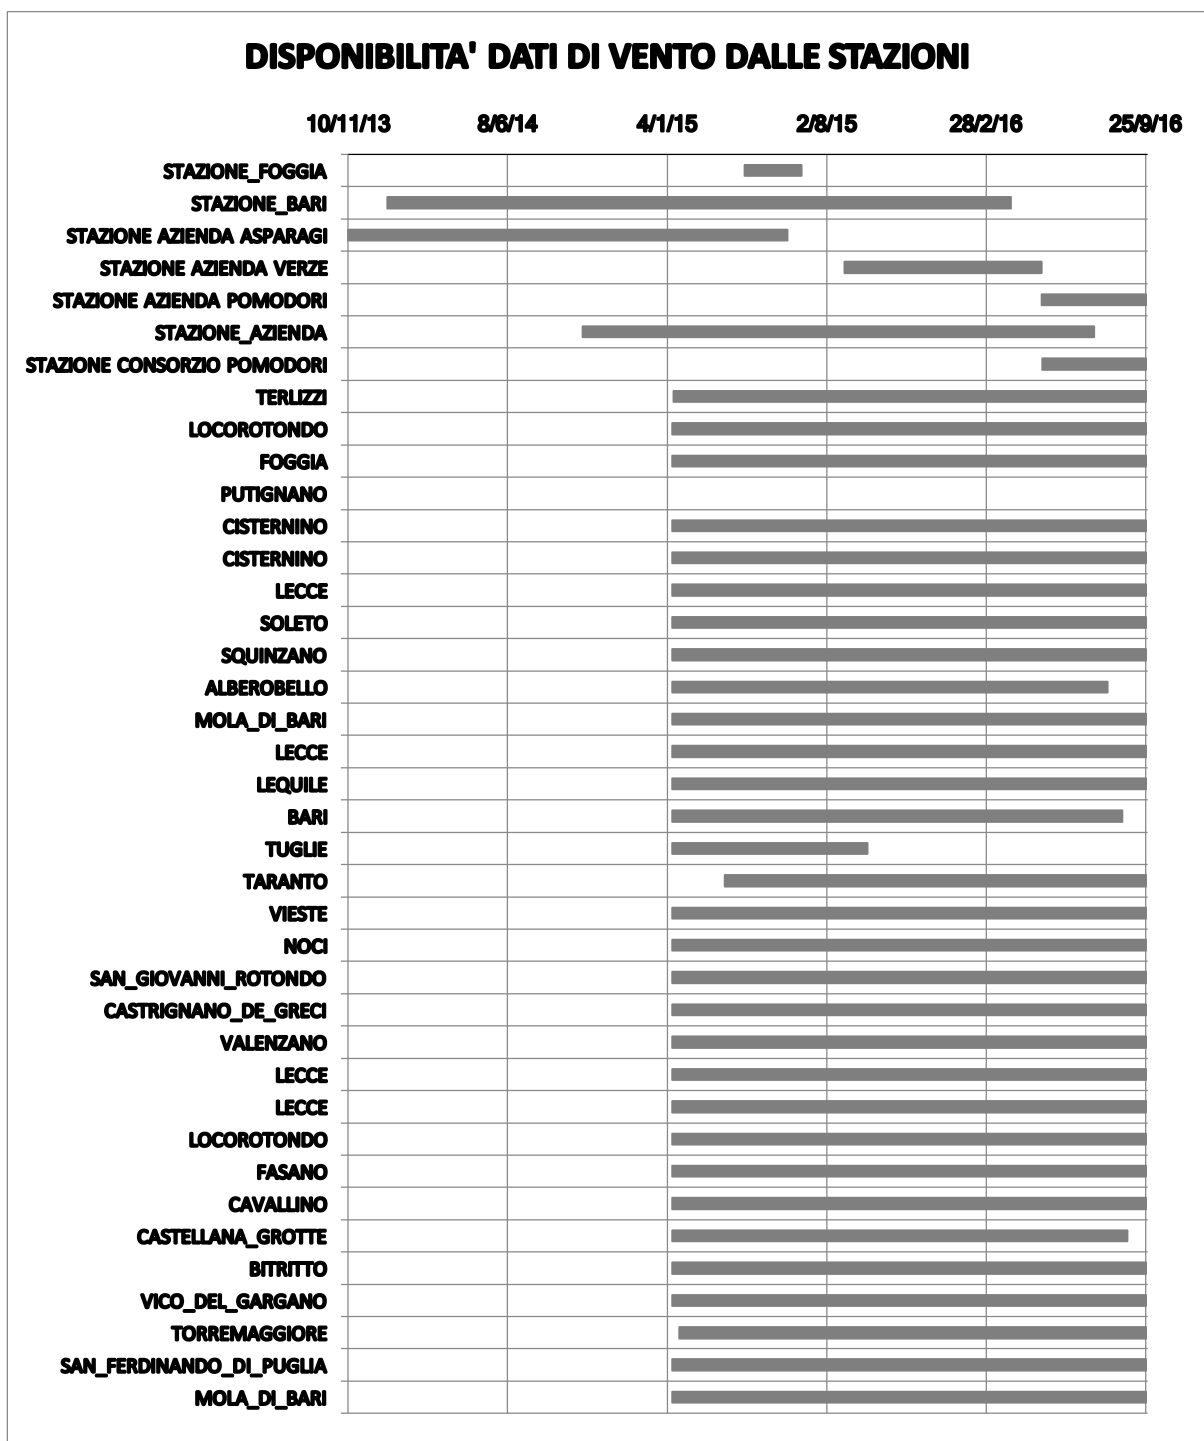 DISPONIBILITA' DATI DI VENTO DALLE STAZIONI
10/11/13 8/6/14 4/1/15 2/8/15 28/2/16 25/9/16
STAZIONE_FOGGIA
STAZIONE_BARI
STAZIONE AZIENDA ASPARAGI
STAZIONE AZIENDA VERZE
STAZIONE AZIENDA POMODORI
STAZIONE_AZIENDA
STAZIONE CONSORZIO POMODORI
TERLIZZI
LOCOROTONDO
FOGGIA
PUTIGNANO
CISTERNINO
CISTERNINO
LECCE
SOLETO
SQUINZANO
ALBEROBELLO
MOLA_DI_BARI
LECCE
LEQUILE
BARI
TUGLIE
TARANTO
VIESTE
NOCI
SAN_GIOVANNI_ROTONDO
CASTRIGNANO_DE_GRECI
VALENZANO
LECCE
LECCE
LOCOROTONDO
FASANO
CAVALLINO
CASTELLANA_GROTTE
BITRITTO
VICO_DEL_GARGANO
TORREMAGGIORE
SAN_FERDINANDO_DI_PUGLIA
MOLA_DI_BARI